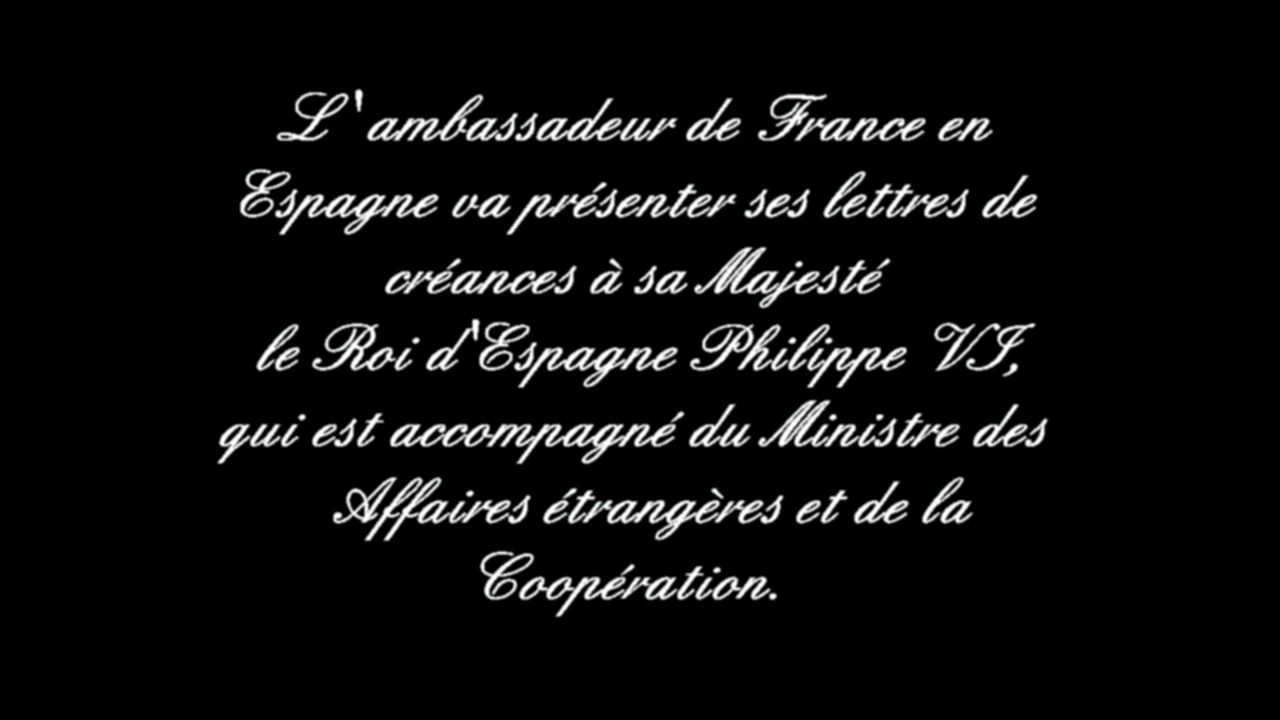 L'ambassadeur de France en
Espagne va présenter ses lettres de
créances à sa Majesté
le Roi d'Espagne Philippe VI,
qui est accompagné du Ministre des
Affaires étrangères et de la
Coopération.